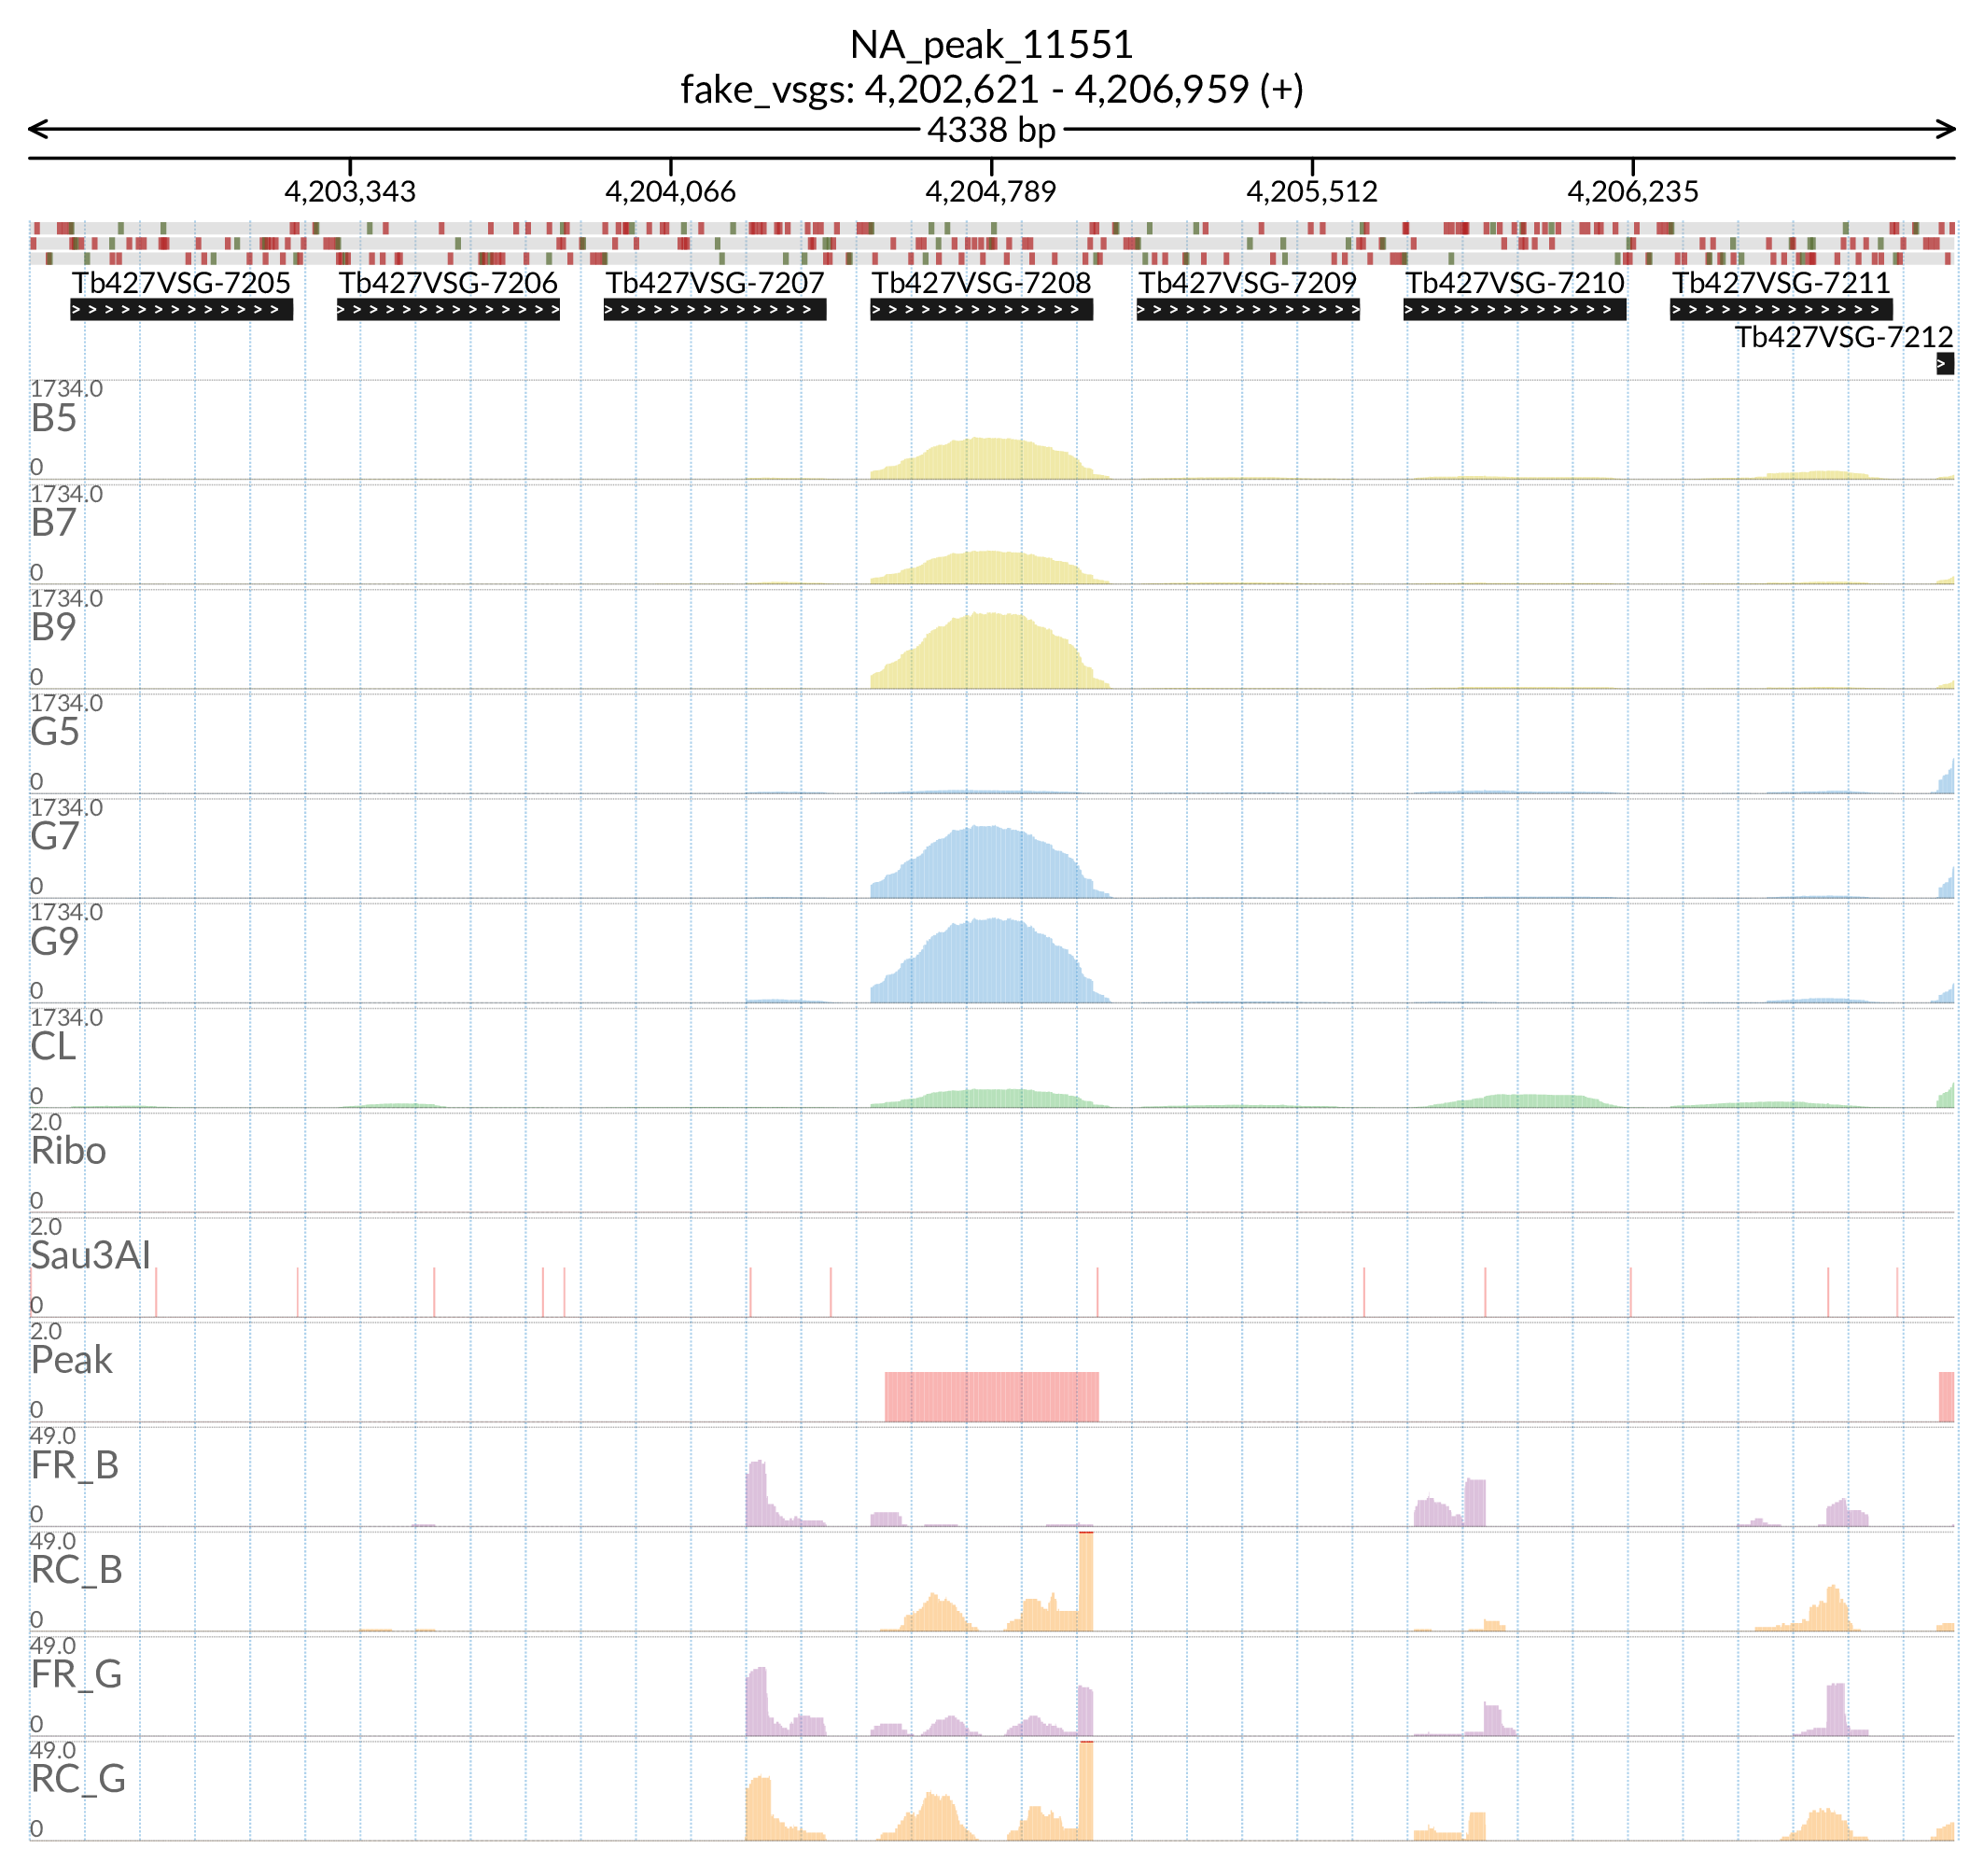 NA_peak_11551
fake_vsgs: 4,202,621 - 4,206,959 (+)
4338 bp
4,203,343 4,204,066 4,204,789 4,205,512 4,206,235
Tb427VSG-7205 Tb427VSG-7206 Tb427VSG-7207 Tb427VSG-7208 Tb427VSG-7209 Tb427VSG-7210 Tb427VSG-7211
Tb427VSG-7212
1734.0
B5
0
1734.0
B7
0
1734.0
B9
0
1734.0
G5
0
1734.0
G7
0
1734.0
G9
0
1734.0
CL
0
2.0
Ribo
0
2.0
Sau3AI
0
2.0
Peak
0
49.0
FR_B
0
49.0
RC_B
0
49.0
FR_G
0
49.0
RC_G
0